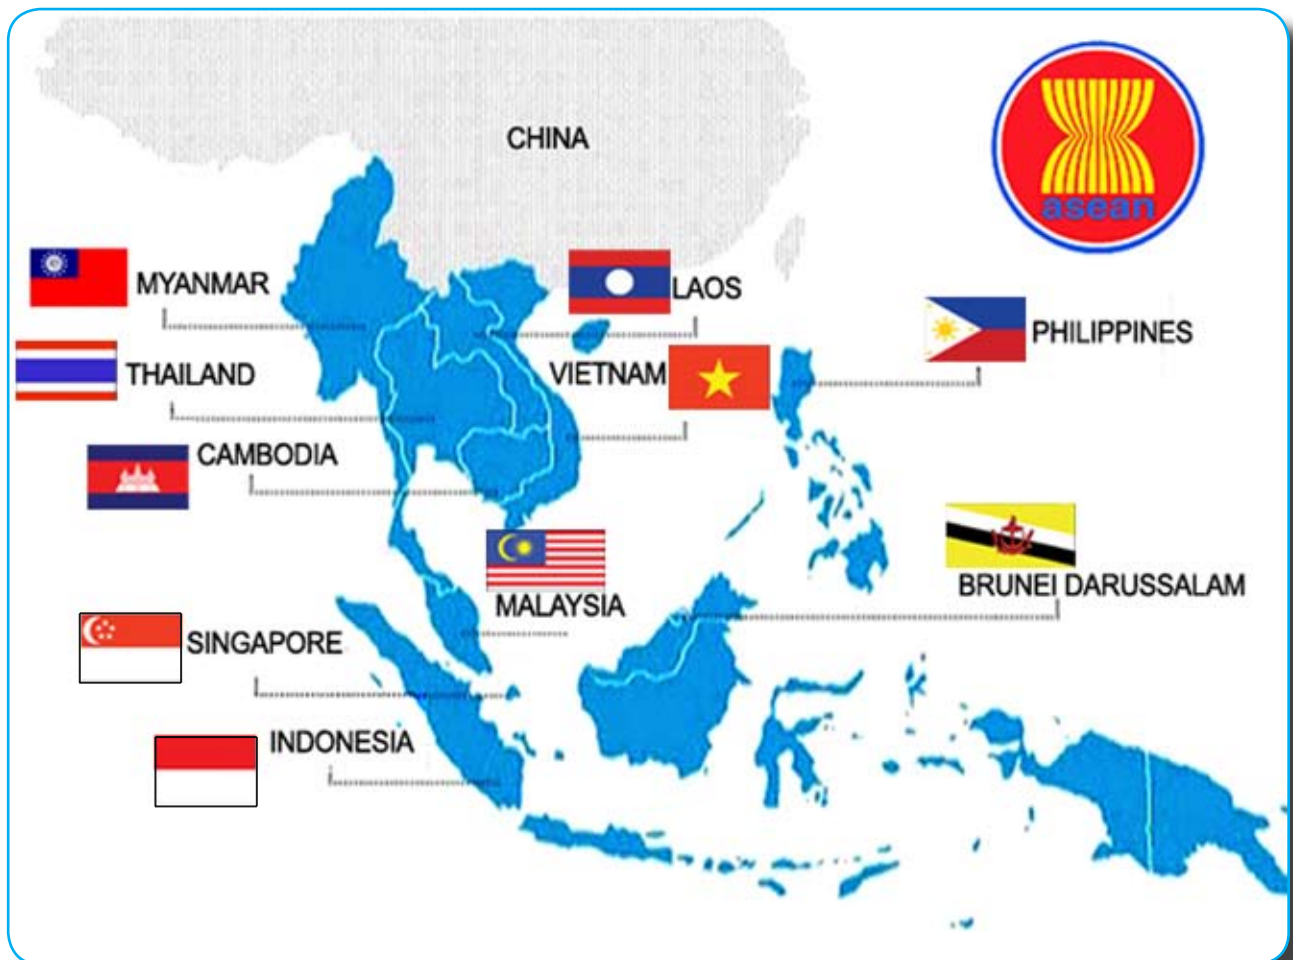 CHINA
asean
MYANMAR
LAOS
PHILIPPINES
THAILAND
VIETNAM
CAMBODIA
BRUNEI DARUSSALAM
MALAYSIA
SINGAPORE
INDONESIA